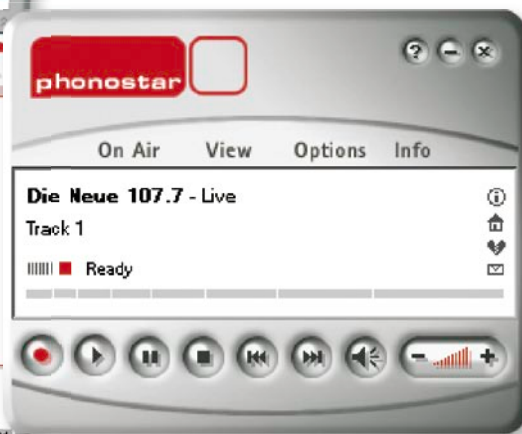 phonostar
?
On Air View Options Info
Die Neue 107.7 - Live
Track 1
Ready